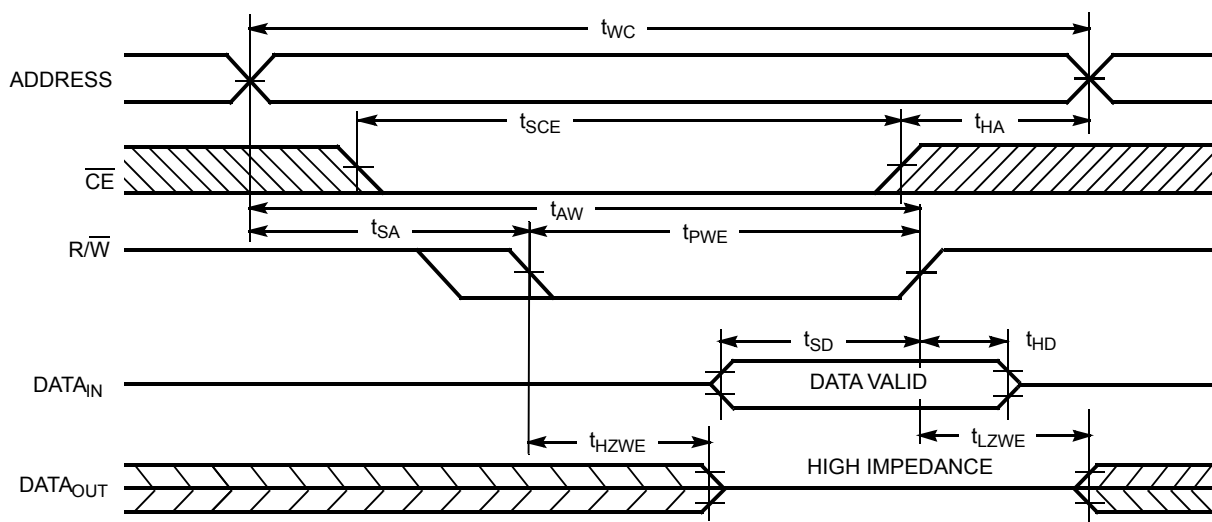 tWC
ADDRESS
tSCE
tHA
CE
tAW
tSA
tPWE
R/W
tSD
tHD
DATAIN
DATA VALID
tHZWE
tLZWE
DATAOUT
HIGH IMPEDANCE